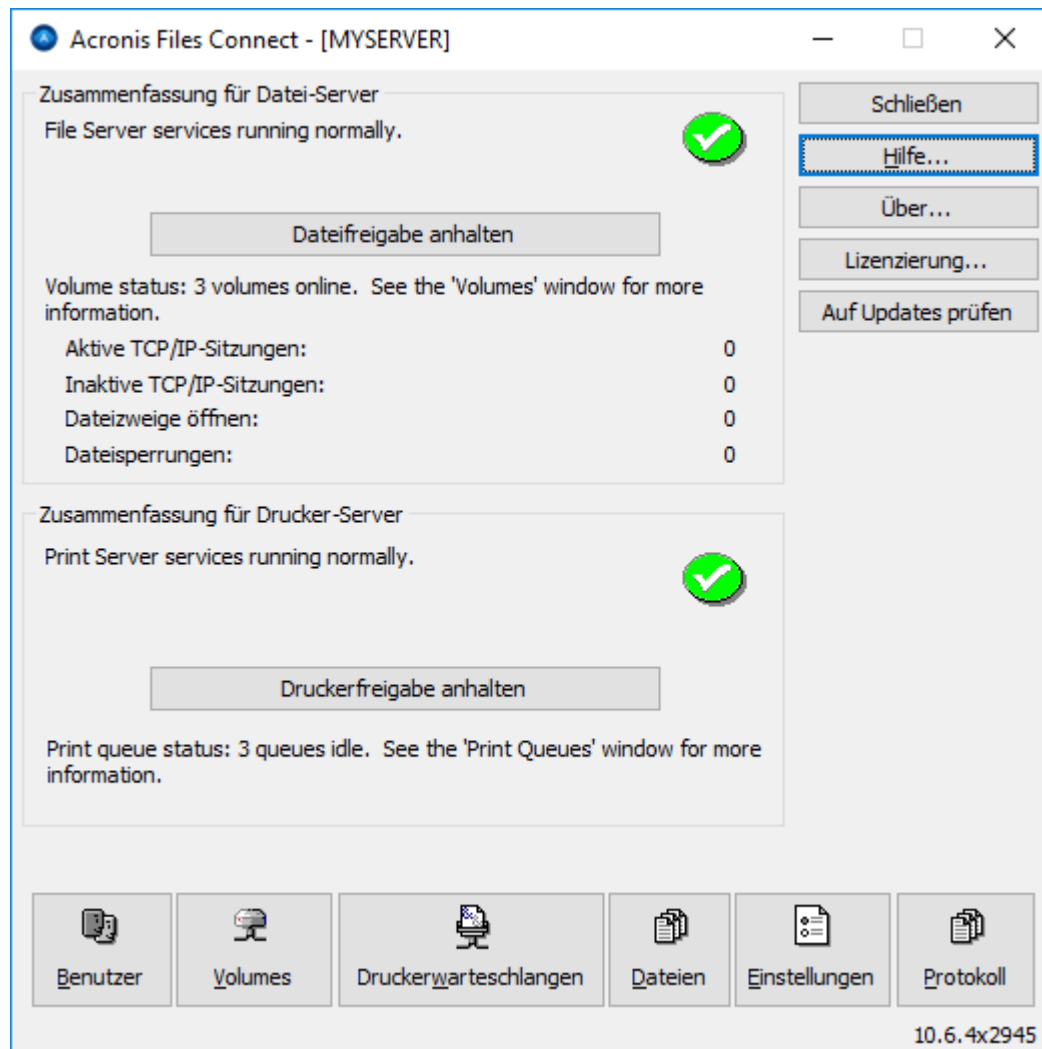 Acronis Files Connect - [MYSERVER]
Zusammenfassung für Datei-Server
File Server services running normally.
Dateifreigabe anhalten
Volume status: 3 volumes online.  See the 'Volumes' window for more
information.
Aktive TCP/IP-Sitzungen: 0
Inaktive TCP/IP-Sitzungen: 0
Dateizweige öffnen: 0
Dateisperrungen: 0
Schließen
Hilfe...
Über...
Lizenzierung...
Auf Updates prüfen
Zusammenfassung für Drucker-Server
Print Server services running normally.
Druckerfreigabe anhalten
Print queue status: 3 queues idle.  See the 'Print Queues' window for more
information.
Benutzer
Volumes
Druckerwarteschlangen
Dateien
Einstellungen
Protokoll
10.6.4x2945